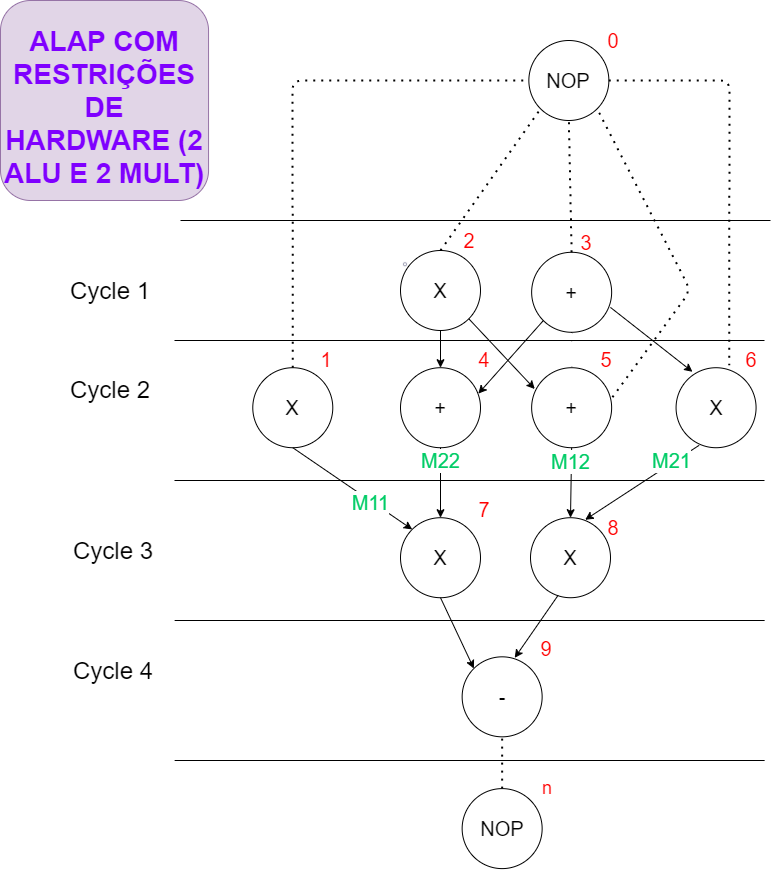 ALAP COM
RESTRIÇÕES
DE
HARDWARE (2
ALU E 2 MULT)
0
NOP
2
3
Cycle 1
X
+
1
4
5
6
Cycle 2
X
+
+
X
M22
M12
M21
M11
7
8
Cycle 3
X
X
9
Cycle 4
-
n
NOP